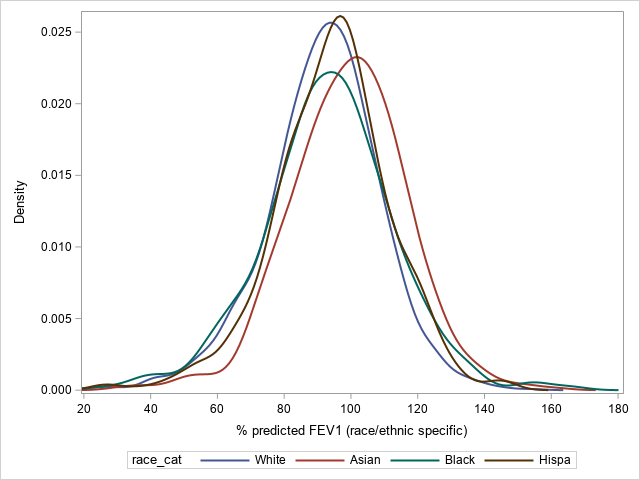 0.025
0.020
0.015
0.010
0.005
0.000
Density
20 40 60 80 100 120 140 160 180
% predicted FEV1 (race/ethnic specific)
race_cat White Asian Black Hispa